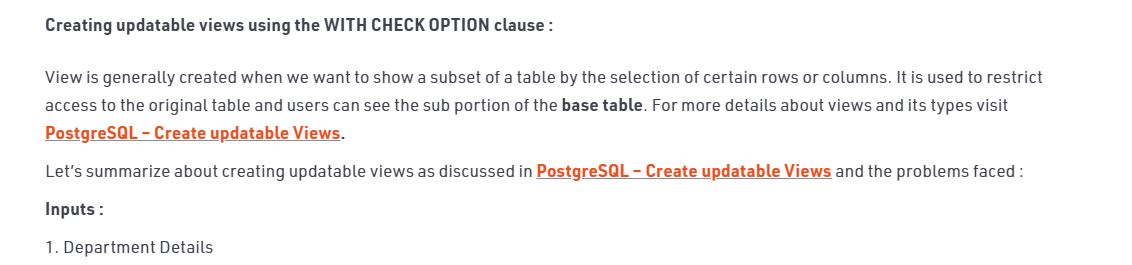 Creating updatable views using the WITH CHECK OPTION clause :
View is generally created when we want to show a subset of a table by the selection of certain rows or columns. It is used to restrict
access to the original table and users can see the sub portion of the base table. For more details about views and its types visit
PostgreSQL – Create updatable Views.
Let's summarize about creating updatable views as discussed in PostgreSQL – Create updatable Views and the problems faced :
Inputs :
1. Department Details